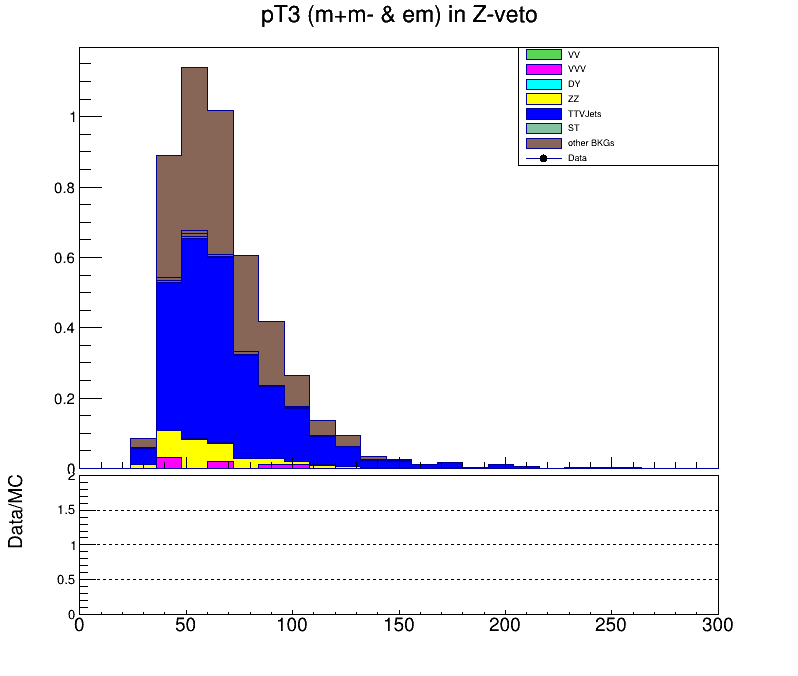 pT3 (m+m- & em) in Z-veto
VV
VVV
DY
ZZ
TTVJets
ST
other BKGs
Data
1
0.8
0.6
0.4
0.2
0
Data/MC
2
1.5
1
0.5
0
0 50 100 150 200 250 300